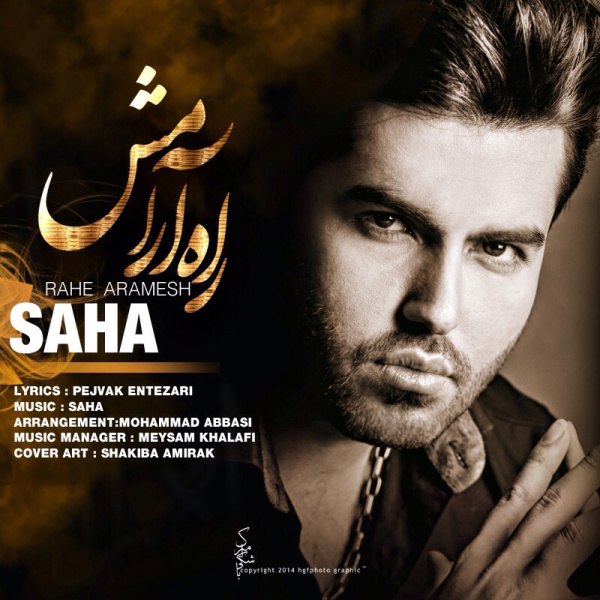 راه آرامش
RAHE ARAMESH
SAHA
LYRICS : PEJVAK ENTEZARI
MUSIC : SAHA
ARRANGEMENT:MOHAMMAD ABBASI
MUSIC MANAGER : MEYSAM KHALAFI
COVER ART : SHAKIBA AMIRAK
copyright 2014 hgfphoto graphic ™